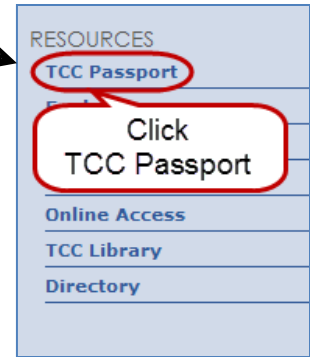 RESOURCES
TCC Passport
Click
TCC Passport
Online Access
TCC Library
Directory